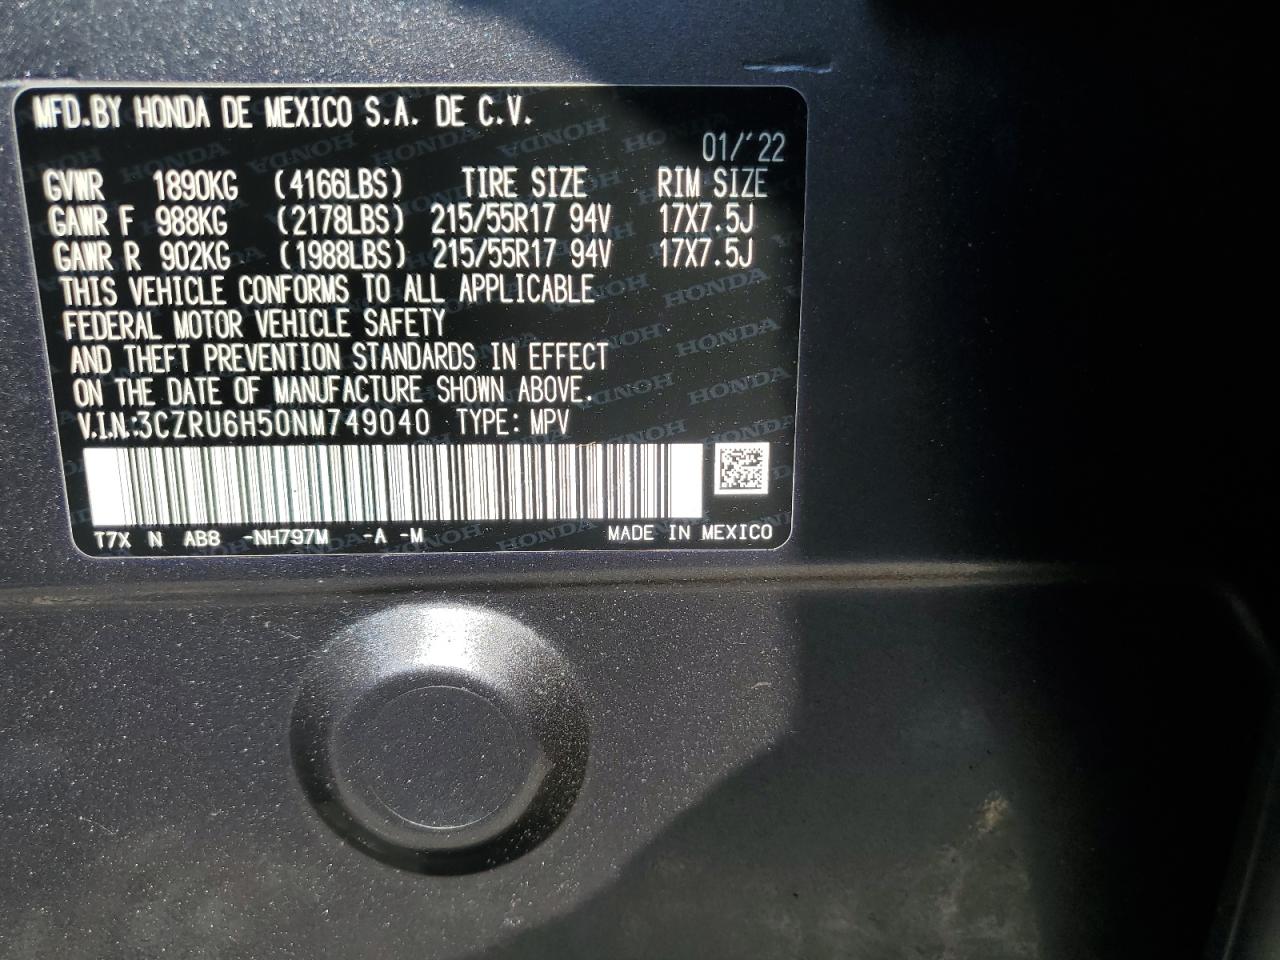 MFD.BY HONDA DE MEXICO S.A. DE C.V.
01/'22
GVWR 1890KG (4166LBS) TIRE SIZE RIM SIZE
GAWR F 988KG (2178LBS) 215/55R17 94V 17X7.5J
GAWR R 902KG (1988LBS) 215/55R17 94V 17X7.5J
THIS VEHICLE CONFORMS TO ALL APPLICABLE
FEDERAL MOTOR VEHICLE SAFETY
AND THEFT PREVENTION STANDARDS IN EFFECT
ON THE DATE OF MANUFACTURE SHOWN ABOVE.
V.I.N.:3CZRU6H50NM749040 TYPE: MPV
T7X N AB8 -NH797M -A -M MADE IN MEXICO